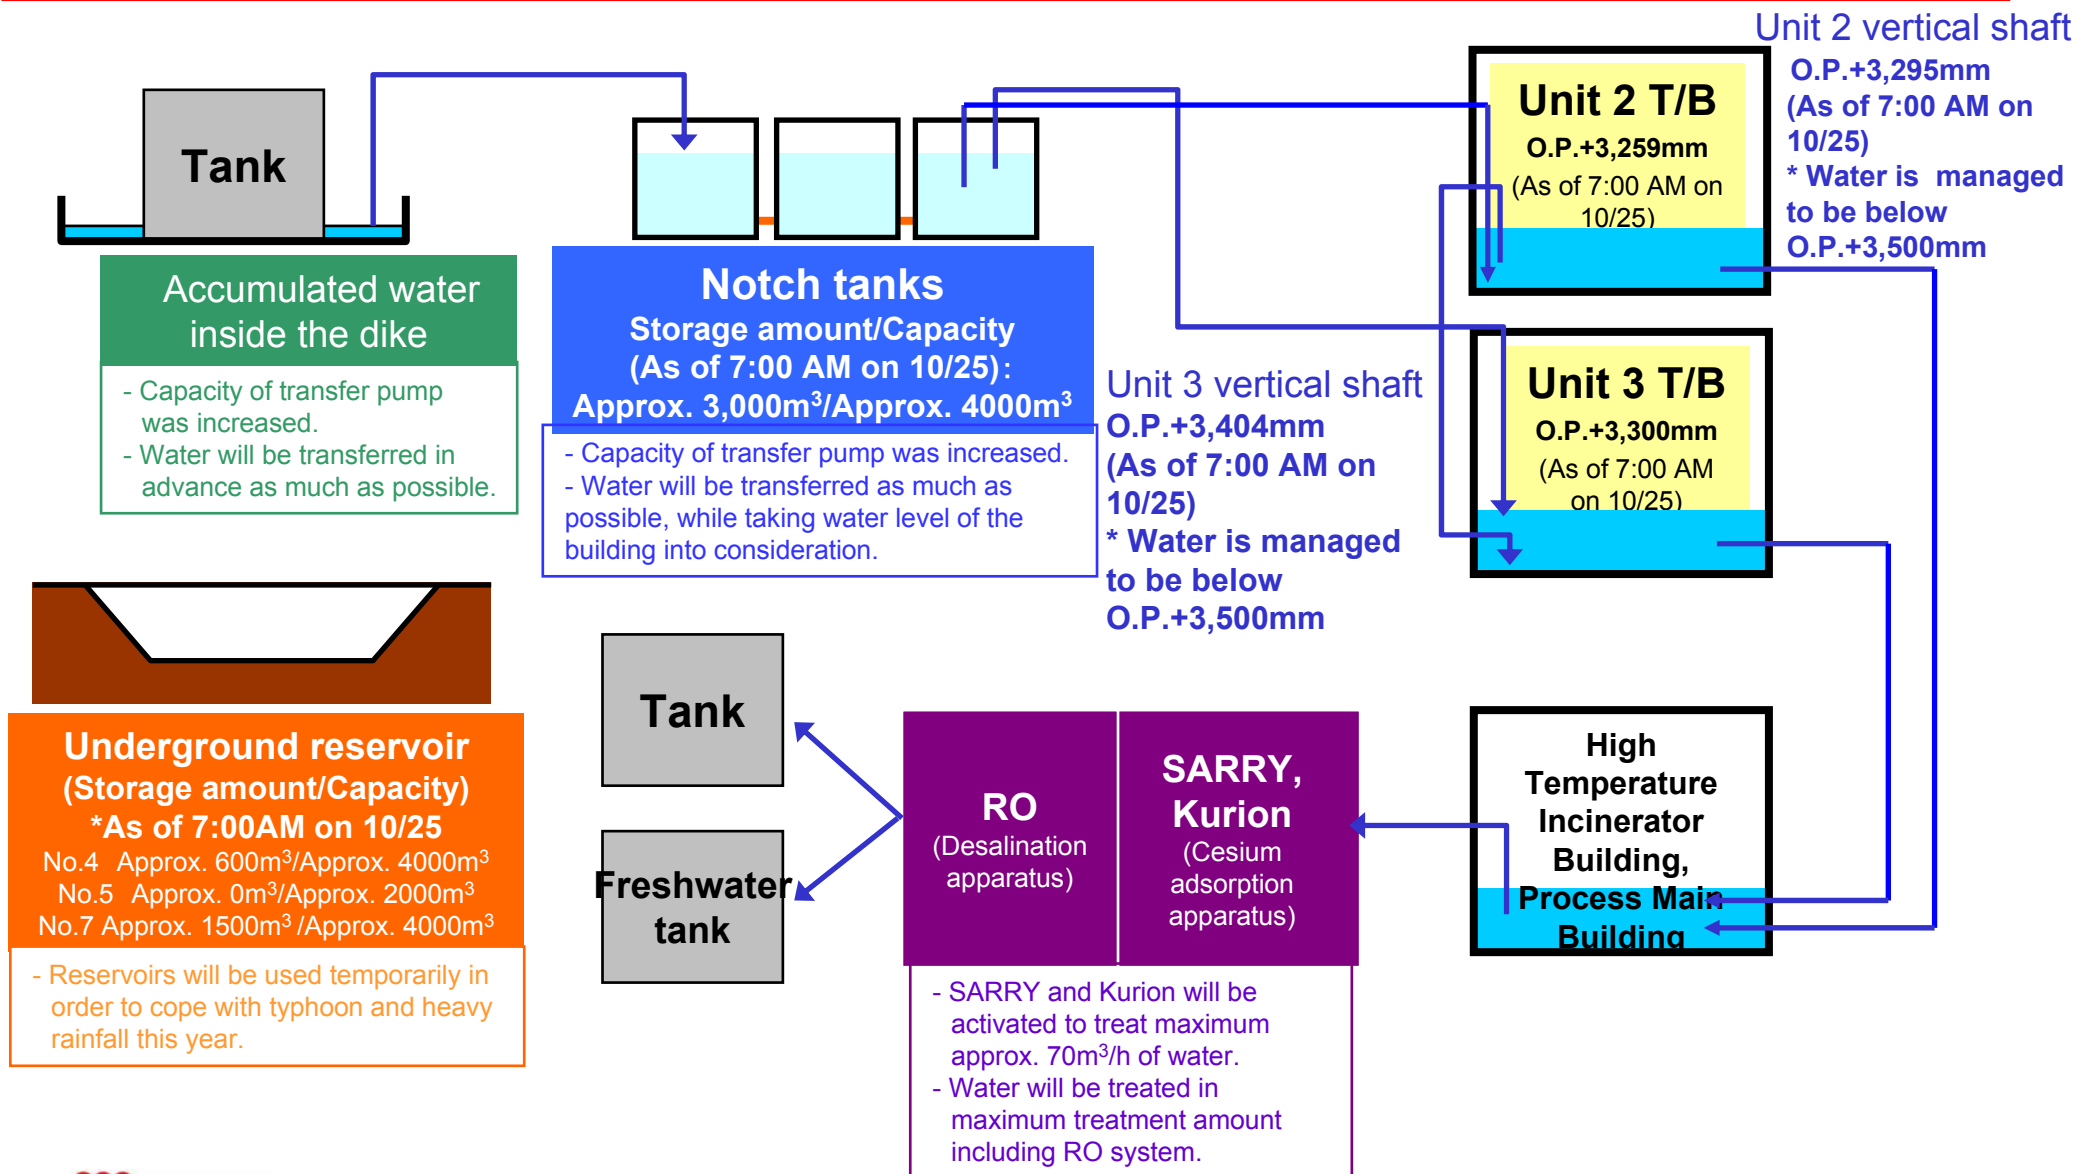 Tank
Accumulated water
inside the dike
- Capacity of transfer pump
was increased.
- Water will be transferred in
advance as much as possible.
Notch tanks
Storage amount/Capacity
(As of 7:00 AM on 10/25):
Approx. 3,000m³/Approx. 4000m³
- Capacity of transfer pump was increased.
- Water will be transferred as much as
possible, while taking water level of the
building into consideration.
Unit 2 vertical shaft
O.P.+3,295mm
(As of 7:00 AM on
10/25)
* Water is managed
to be below
O.P.+3,500mm
Unit 2 T/B
O.P.+3,259mm
(As of 7:00 AM on
10/25)
Unit 3 vertical shaft
O.P.+3,404mm
(As of 7:00 AM on
10/25)
* Water is managed
to be below
O.P.+3,500mm
Unit 3 T/B
O.P.+3,300mm
(As of 7:00 AM
on 10/25)
Underground reservoir
(Storage amount/Capacity)
*As of 7:00AM on 10/25
No.4 Approx. 600m³/Approx. 4000m³
No.5 Approx. 0m³/Approx. 2000m³
No.7 Approx. 1500m³ /Approx. 4000m³
- Reservoirs will be used temporarily in
order to cope with typhoon and heavy
rainfall this year.
Tank
Freshwater
tank
RO
(Desalination
apparatus)
SARRY,
Kurion
(Cesium
adsorption
apparatus)
- SARRY and Kurion will be
activated to treat maximum
approx. 70m³/h of water.
- Water will be treated in
maximum treatment amount
including RO system.
High
Temperature
Incinerator
Building,
Process Main
Building